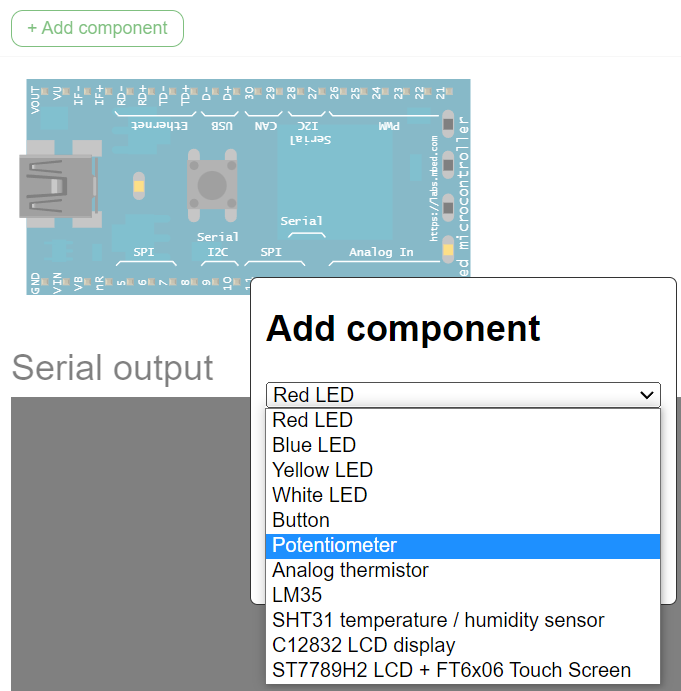 + Add component
VOUT VU IF- IF+ RD- RD+ TD- TD+ D- D+ 30 29 28 27 26 25 24 23 22 21
Ethernet USB CAN I2C PWM
Serial
https://labs.mbed.com
ed microcontroller
Serial
Serial
SPI I2C SPI Analog In
GND VIN VB nR 5 6 7 8 9 10
Add component
Serial output
Red LED
Red LED
Blue LED
Yellow LED
White LED
Button
Potentiometer
Analog thermistor
LM35
SHT31 temperature / humidity sensor
C12832 LCD display
ST7789H2 LCD + FT6x06 Touch Screen